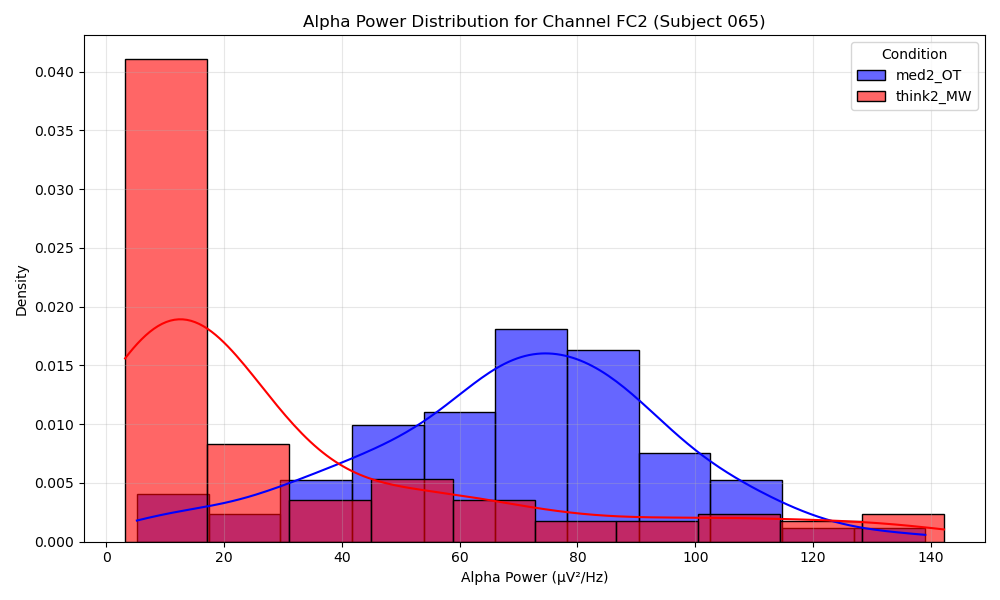 Alpha Power Distribution for Channel FC2 (Subject 065)
Condition
med2_OT
think2_MW
0.040
0.035
0.030
0.025
0.020
0.015
0.010
0.005
0.000
Density
0 20 40 60 80 100 120 140
Alpha Power (μV²/Hz)